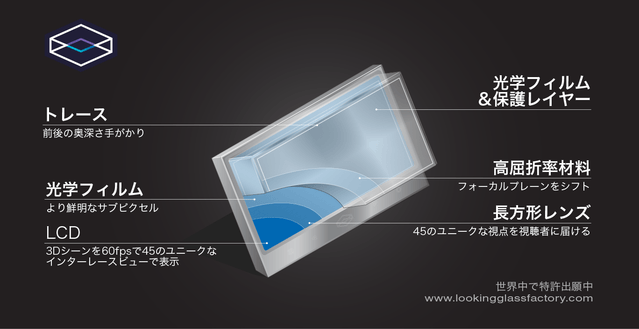 トレース
前後の奥深さ手がかり
光学フィルム
より鮮明なサブピクセル
LCD
3Dシーンを60fpsで45のユニークな
インターレースビューで表示
光学フィルム
&保護レイヤー
高屈折率材料
フォーカルプレーンをシフト
長方形レンズ
45のユニークな視点を視聴者に届ける
世界中で特許出願中
www.lookingglassfactory.com